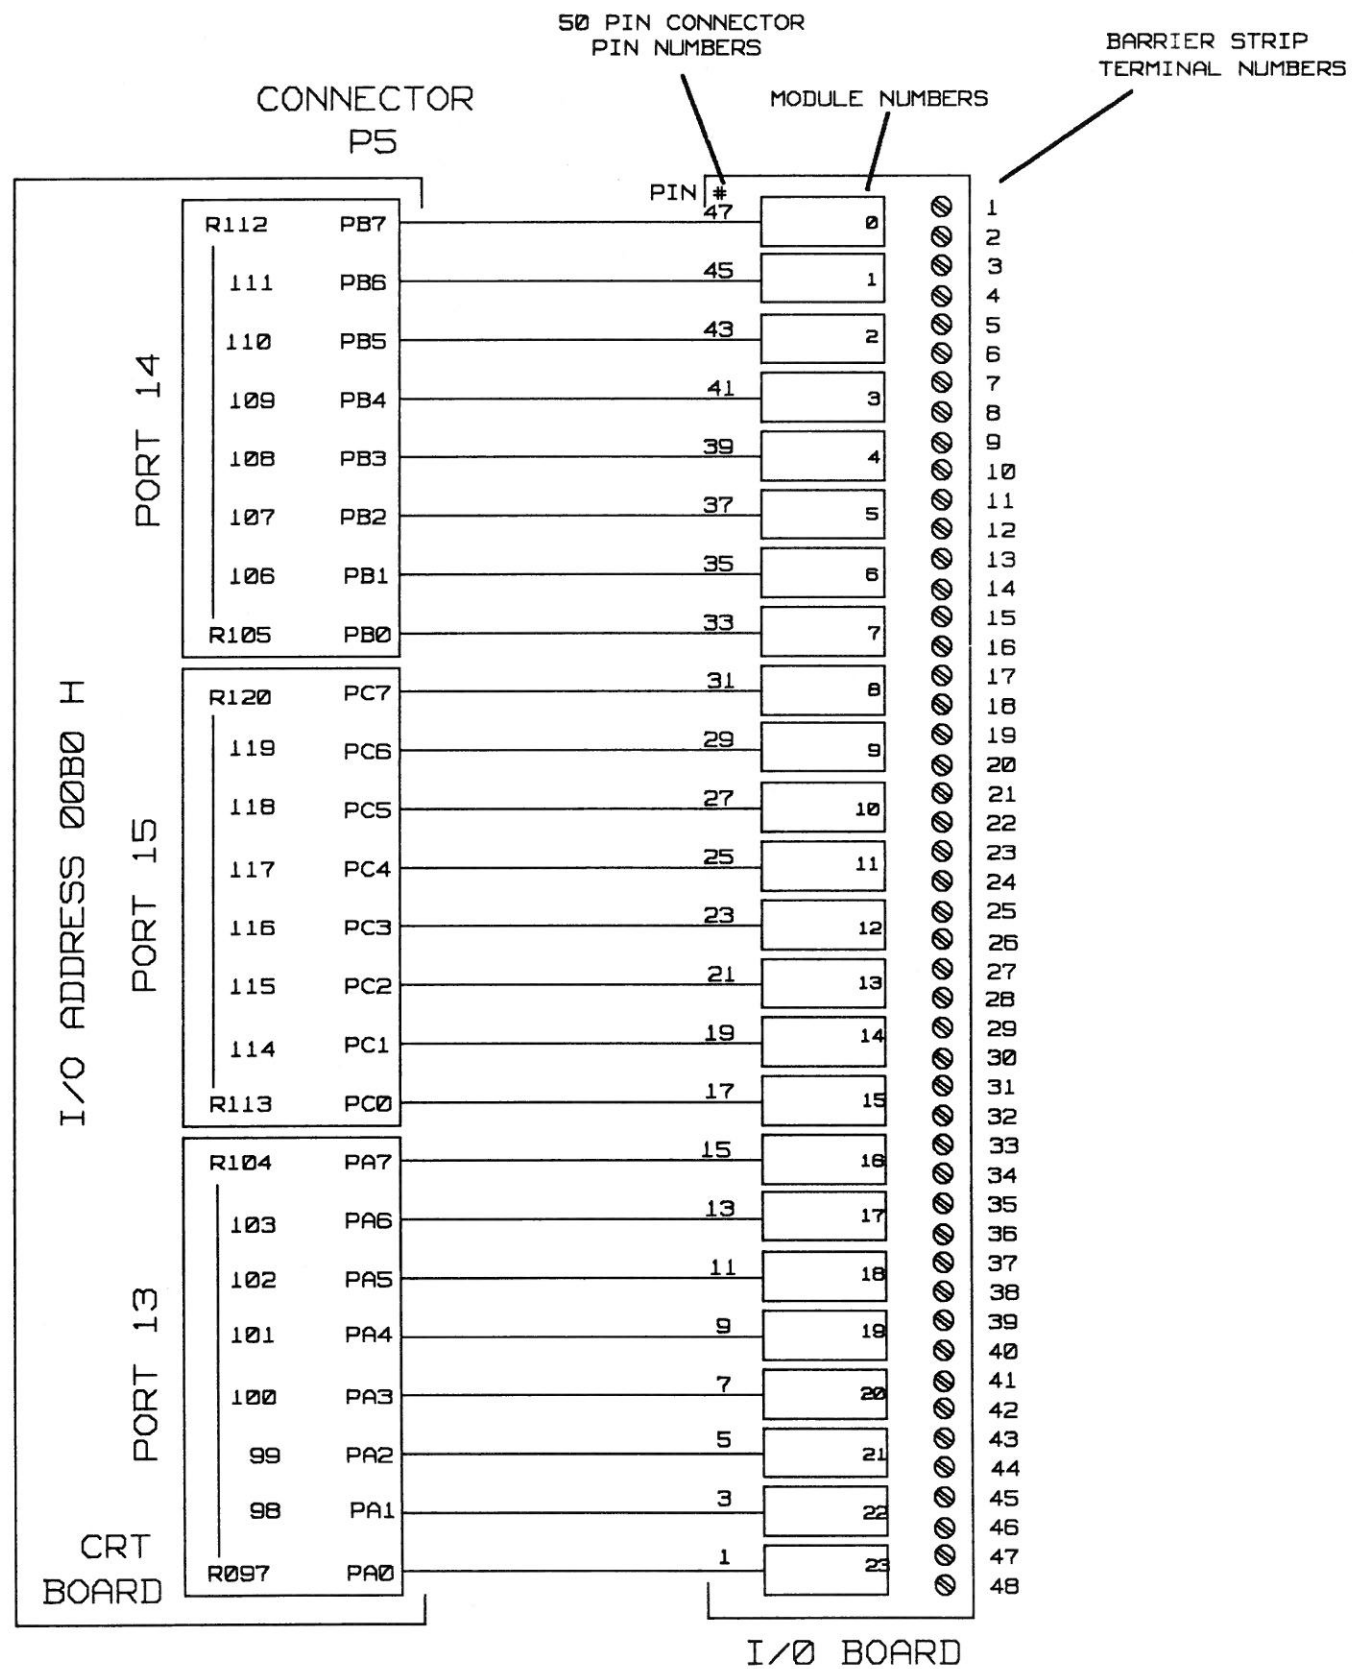 50 PIN CONNECTOR
PIN NUMBERS
BARRIER STRIP
TERMINAL NUMBERS
CONNECTOR
P5
MODULE NUMBERS
PIN #
I/O ADDRESS 00B0 H
CRT
BOARD
PORT 14
R112 PB7 47 0 1
2
111 PB6 45 1 3
4
110 PB5 43 2 5
6
109 PB4 41 3 7
8
108 PB3 39 4 9
10
107 PB2 37 5 11
12
106 PB1 35 6 13
14
R105 PB0 33 7 15
16
PORT 15
R120 PC7 31 8 17
18
119 PC6 29 9 19
20
118 PC5 27 10 21
22
117 PC4 25 11 23
24
116 PC3 23 12 25
26
115 PC2 21 13 27
28
114 PC1 19 14 29
30
R113 PC0 17 15 31
32
PORT 13
R104 PA7 15 16 33
34
103 PA6 13 17 35
36
102 PA5 11 18 37
38
101 PA4 9 19 39
40
100 PA3 7 20 41
42
99 PA2 5 21 43
44
98 PA1 3 22 45
46
R097 PA0 1 23 47
48
I/O BOARD